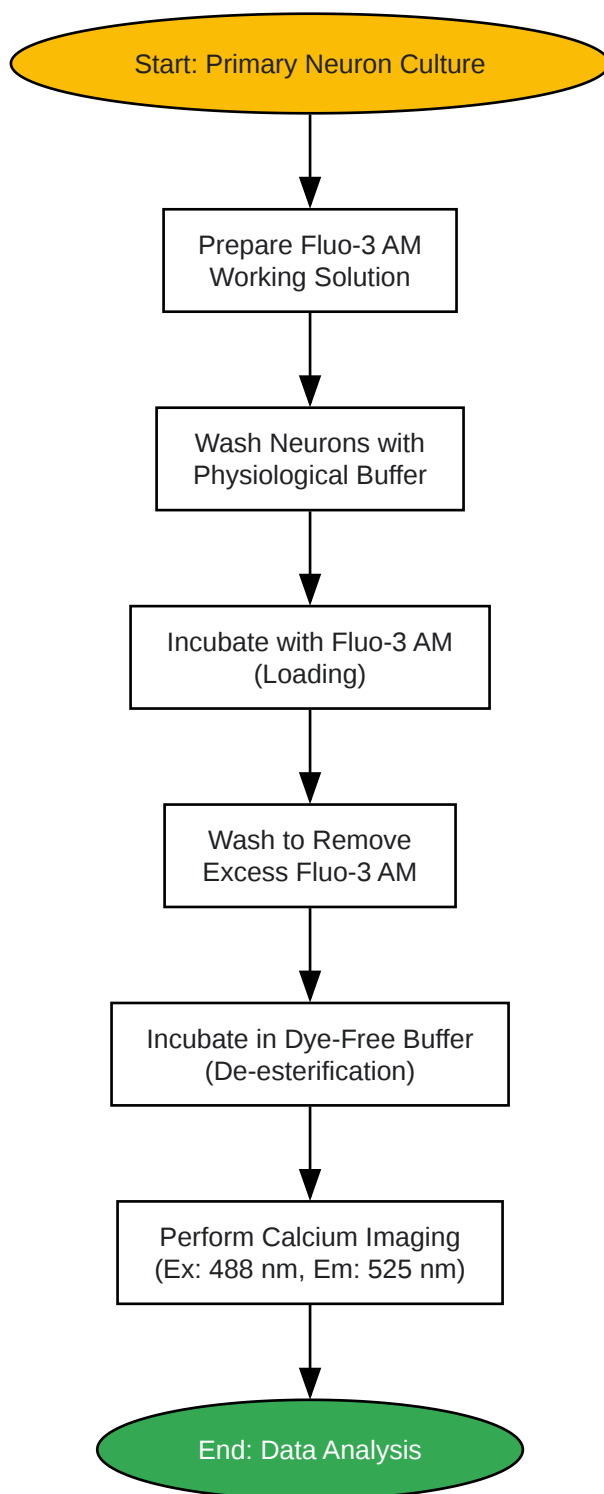 Start: Primary Neuron Culture
Prepare Fluo-3 AM
Working Solution
Wash Neurons with
Physiological Buffer
Incubate with Fluo-3 AM
(Loading)
Wash to Remove
Excess Fluo-3 AM
Incubate in Dye-Free Buffer
(De-esterification)
Perform Calcium Imaging
(Ex: 488 nm, Em: 525 nm)
End: Data Analysis